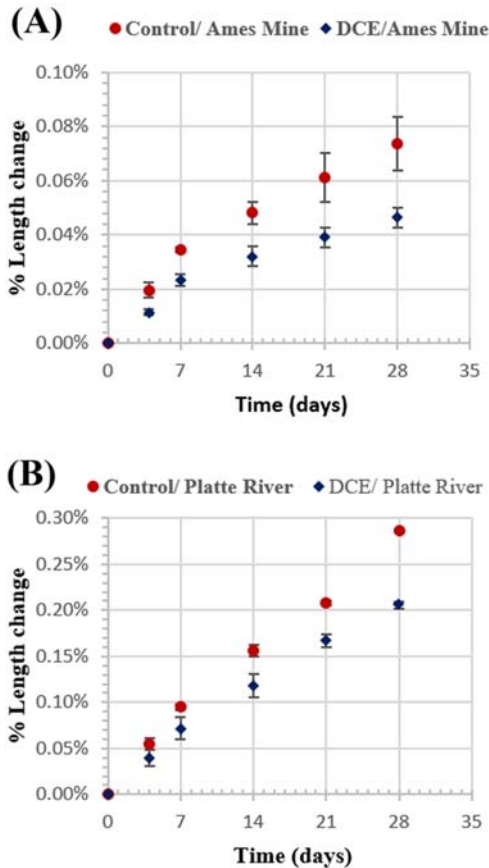 (A)
Control/ Ames Mine DCE/Ames Mine
0.10%
0.08%
0.06%
0.04%
0.02%
0.00%
% Length change
0 7 14 21 28 35
Time (days)
(B)
Control/ Platte River DCE/ Platte River
0.30%
0.25%
0.20%
0.15%
0.10%
0.05%
0.00%
% Length change
0 7 14 21 28 35
Time (days)